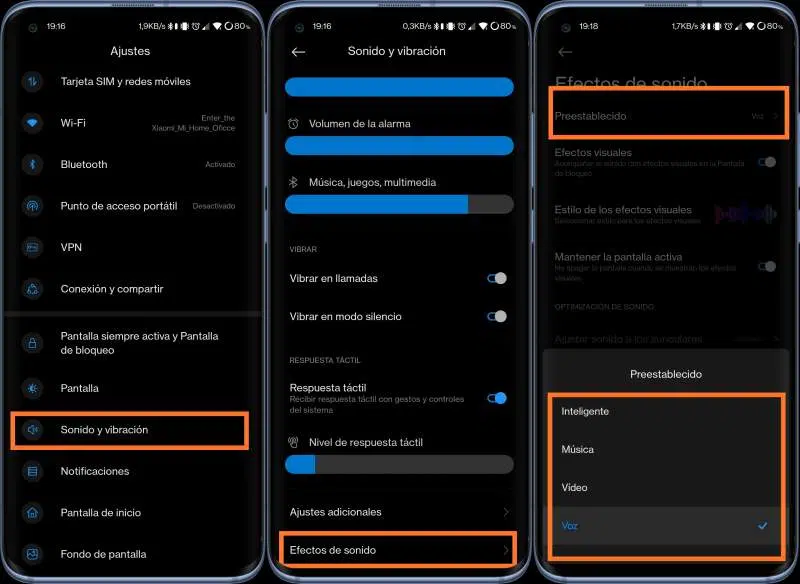 19:16
1,9KB/s
80%
Ajustes
Tarjeta SIM y redes móviles
Wi-Fi
Enter_the
Xiaomi_Mi_Home_Oficce
Bluetooth
Activado
Punto de acceso portátil
Desactivado
VPN
Conexión y compartir
Pantalla siempre activa y Pantalla
de bloqueo
Pantalla
Sonido y vibración
Notificaciones
Pantalla de inicio
Fondo de pantalla
19:16
0,3KB/s
80%
Sonido y vibración
Volumen de la alarma
Música, juegos, multimedia
VIBRAR
Vibrar en llamadas
Vibrar en modo silencio
RESPUESTA TÁCTIL
Respuesta táctil
Recibir respuesta táctil con gestos y controles
del sistema
Nivel de respuesta táctil
Ajustes adicionales
Efectos de sonido
19:18
1,7KB/s
80%
Efectos de sonido
Preestablecido
Voz
Efectos visuales
Acompañar el sonido con efectos visuales en la Pantalla
de bloqueo
Estilo de los efectos visuales
Seleccionar estilo para los efectos visuales
Mantener la pantalla activa
No apagar la pantalla cuando se muestran los efectos
visuales
OPTIMIZACIÓN DE SONIDO
Ajustar sonido a los auriculares
Preestablecido
Inteligente
Música
Vídeo
Voz